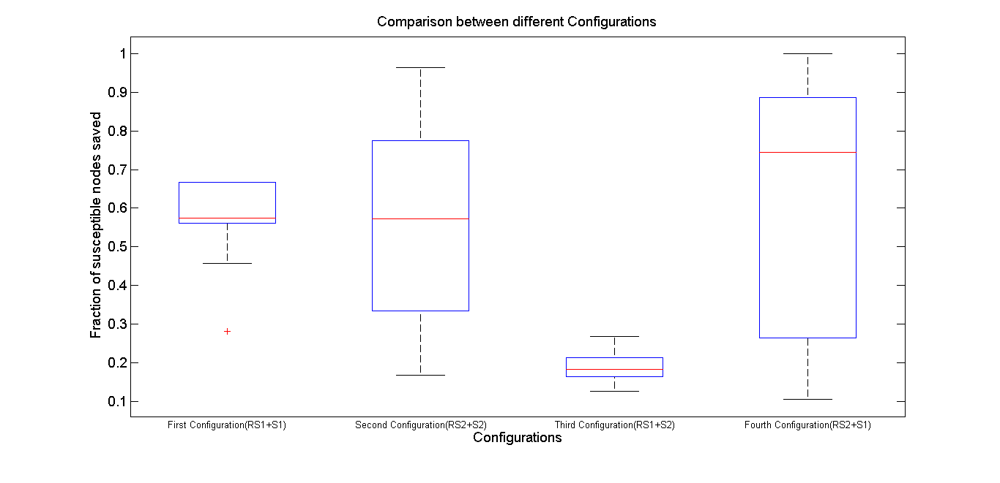 Comparison between different Configurations
Fraction of susceptible nodes saved
1
0.9
0.8
0.7
0.6
0.5
0.4
0.3
0.2
0.1
First Configuration(RS1+S1)
Second Configuration(RS2+S2)
Third Configuration(RS1+S2)
Fourth Configuration(RS2+S1)
Configurations